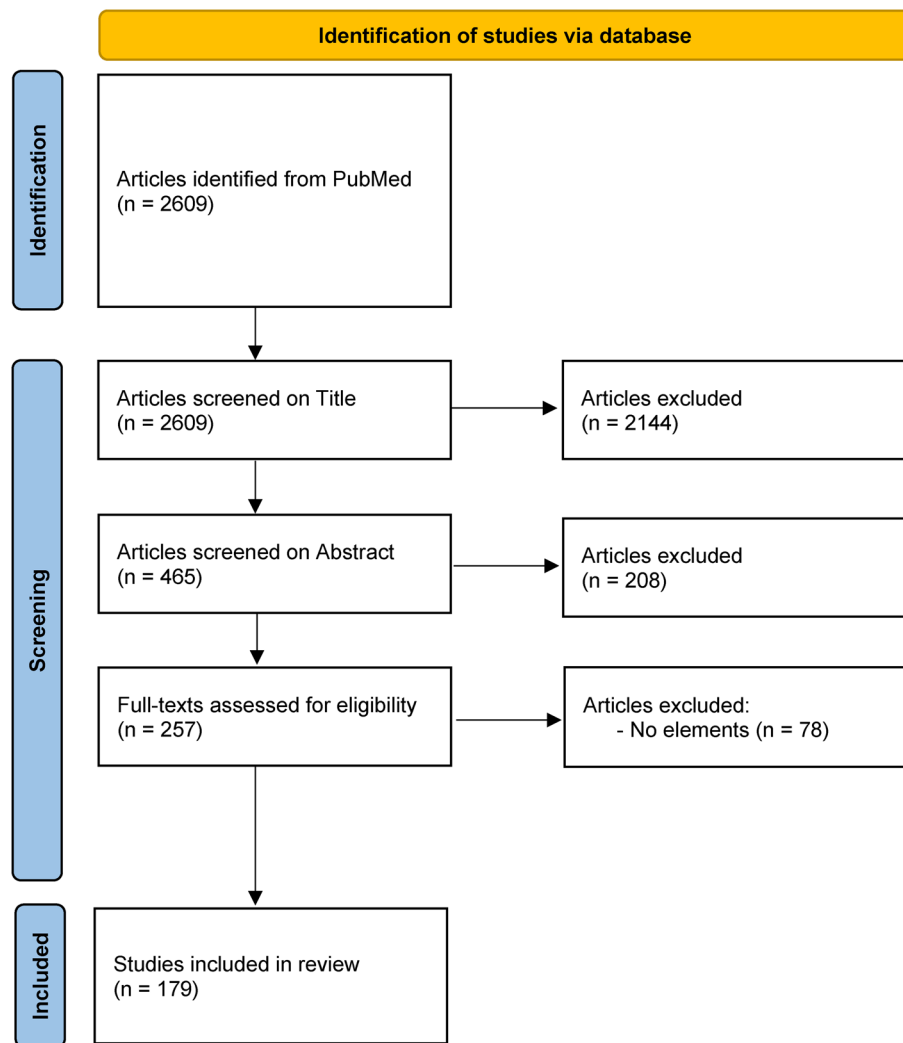 Identification of studies via database
Identification
Articles identified from PubMed
(n = 2609)
Screening
Articles screened on Title
(n = 2609)
Articles excluded
(n = 2144)
Articles screened on Abstract
(n = 465)
Articles excluded
(n = 208)
Full-texts assessed for eligibility
(n = 257)
Articles excluded:
- No elements (n = 78)
Included
Studies included in review
(n = 179)